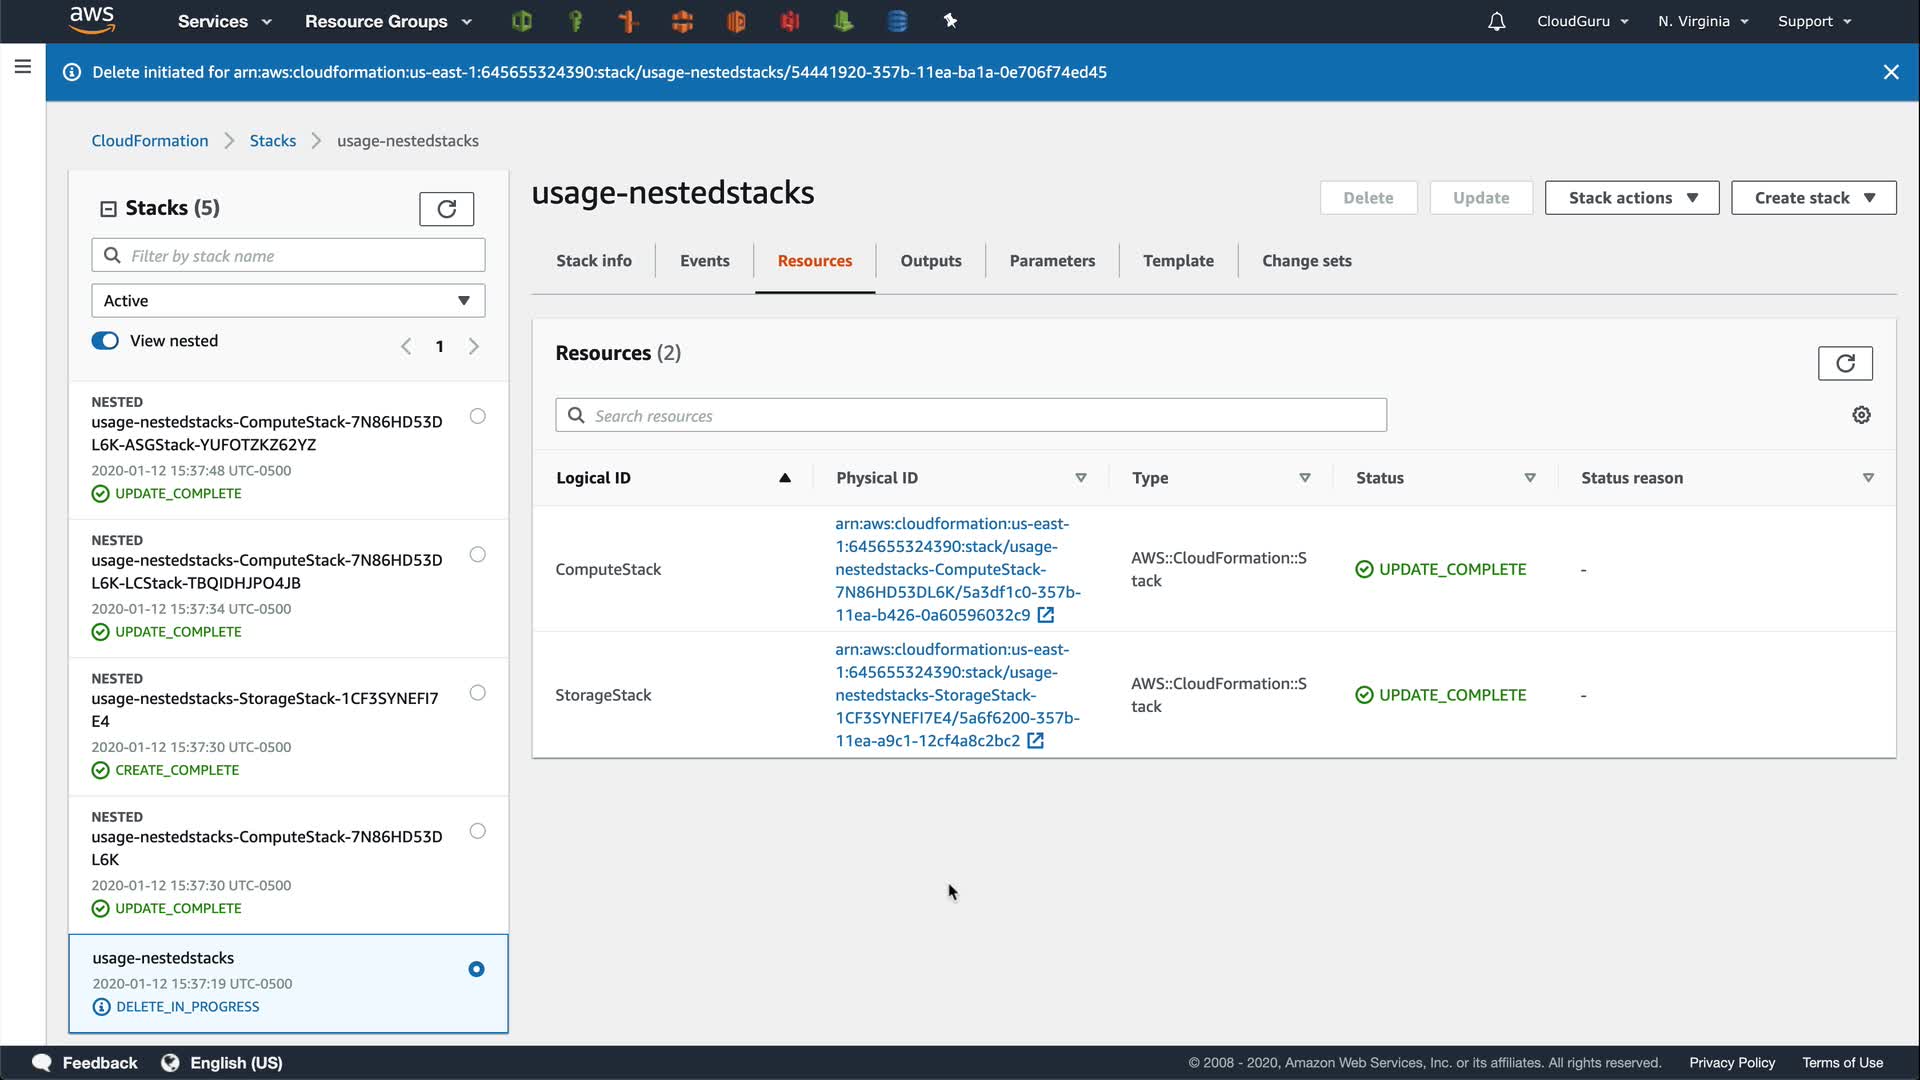 aws
Services
Resource Groups
CloudGuru
N. Virginia
Support
Delete initiated for arn:aws:cloudformation:us-east-1:645655324390:stack/usage-nestedstacks/54441920-357b-11ea-ba1a-0e706f74ed45
CloudFormation
Stacks
usage-nestedstacks
Stacks (5)
Filter by stack name
Active
View nested
1
NESTED
usage-nestedstacks-ComputeStack-7N86HD53D
L6K-ASGStack-YUFOTZKZ62YZ
2020-01-12 15:37:48 UTC-0500
UPDATE_COMPLETE
NESTED
usage-nestedstacks-ComputeStack-7N86HD53D
L6K-LCStack-TBQIDHJPO4JB
2020-01-12 15:37:34 UTC-0500
UPDATE_COMPLETE
NESTED
usage-nestedstacks-StorageStack-1CF3SYNEFI7
E4
2020-01-12 15:37:30 UTC-0500
CREATE_COMPLETE
NESTED
usage-nestedstacks-ComputeStack-7N86HD53D
L6K
2020-01-12 15:37:30 UTC-0500
UPDATE_COMPLETE
usage-nestedstacks
2020-01-12 15:37:19 UTC-0500
DELETE_IN_PROGRESS
usage-nestedstacks
Delete
Update
Stack actions
Create stack
Stack info
Events
Resources
Outputs
Parameters
Template
Change sets
Resources (2)
Search resources
Logical ID
Physical ID
Type
Status
Status reason
ComputeStack
arn:aws:cloudformation:us-east-
1:645655324390:stack/usage-
nestedstacks-ComputeStack-
7N86HD53DL6K/5a3df1c0-357b-
11ea-b426-0a60596032c9
AWS::CloudFormation::S
tack
UPDATE_COMPLETE
-
StorageStack
arn:aws:cloudformation:us-east-
1:645655324390:stack/usage-
nestedstacks-StorageStack-
1CF3SYNEFI7E4/5a6f6200-357b-
11ea-a9c1-12cf4a8c2bc2
AWS::CloudFormation::S
tack
UPDATE_COMPLETE
-
Feedback
English (US)
© 2008 - 2020, Amazon Web Services, Inc. or its affiliates. All rights reserved.
Privacy Policy
Terms of Use